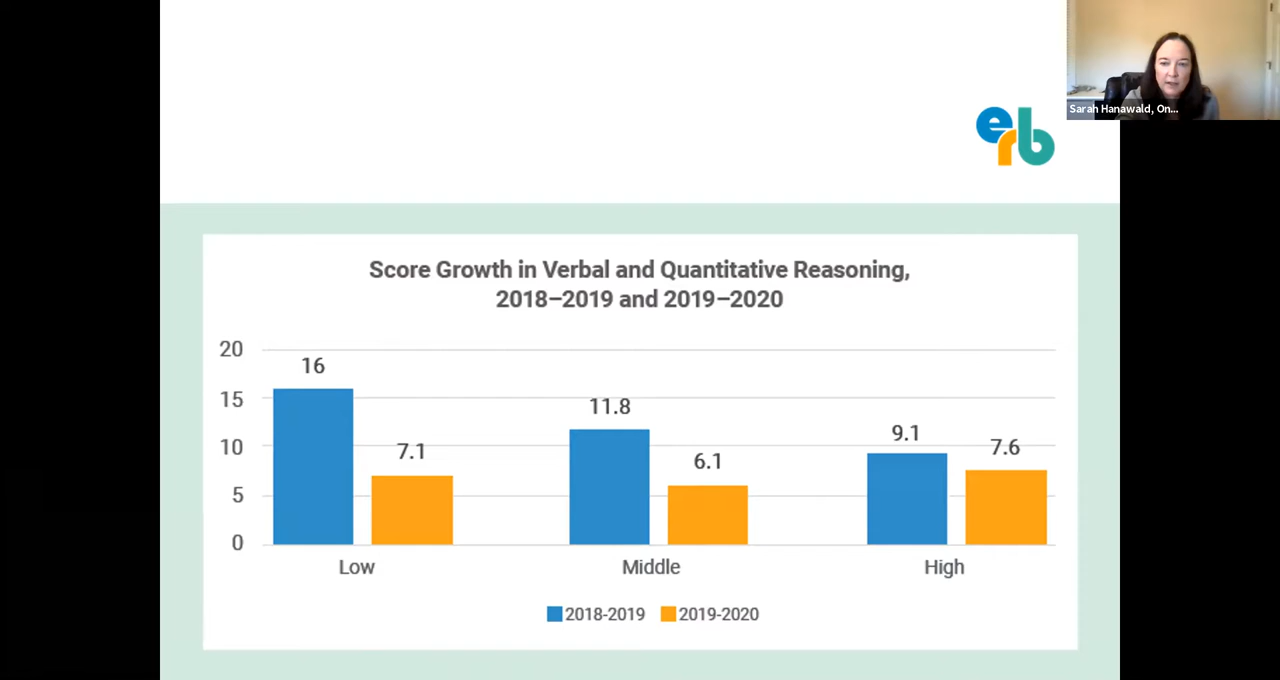 Sarah Hanawald, On...
erb
Score Growth in Verbal and Quantitative Reasoning,
2018–2019 and 2019–2020
20
15
10
5
0
16
7.1
11.8
6.1
9.1
7.6
Low
Middle
High
2018-2019
2019-2020